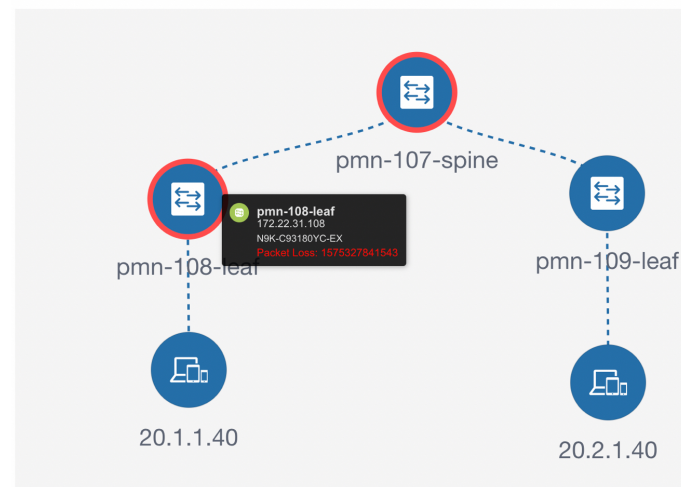 pmn-107-spine
pmn-108-leaf
172.22.31.108
N9K-C93180YC-EX
Packet Loss: 1575327841543
pmn-108-leaf
pmn-109-leaf
20.1.1.40
20.2.1.40